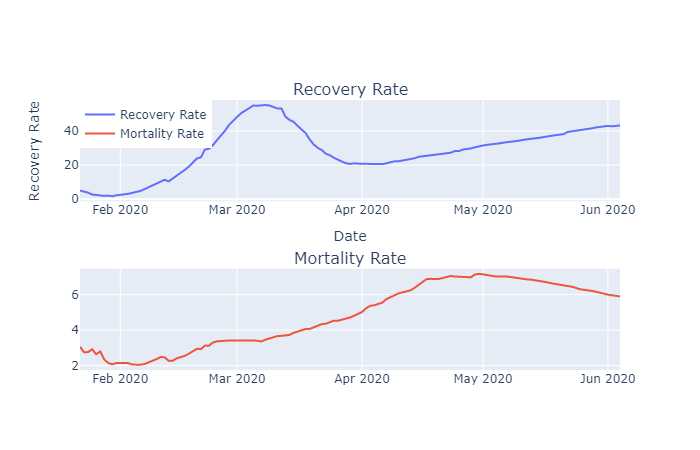 Recovery Rate
Recovery Rate
Mortality Rate
Recovery Rate
40
20
0
Feb 2020 Mar 2020 Apr 2020 May 2020 Jun 2020
Date
Mortality Rate
6
4
2
Feb 2020 Mar 2020 Apr 2020 May 2020 Jun 2020